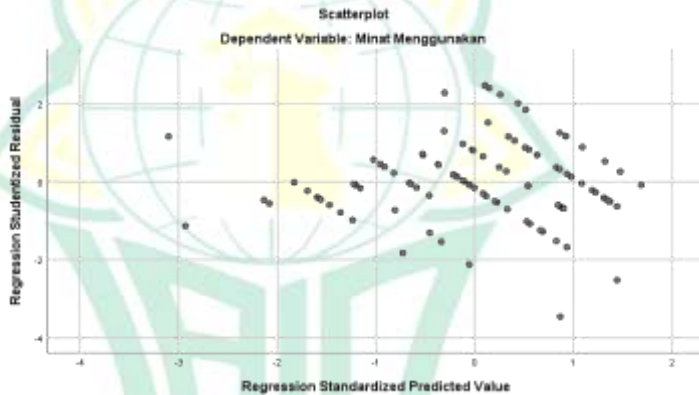 Scatterplot
Dependent Variable: Minat Menggunakan
Regression Studentized Residual
2
0
-2
-4
-4
-3
-2
-1
0
1
2
Regression Standardized Predicted Value